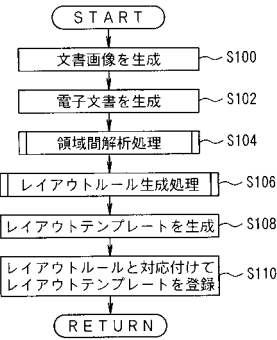 START
文書画像を生成 S100
電子文書を生成 S102
領域間解析処理 S104
レイアウトルール生成処理 S106
レイアウトテンプレートを生成 S108
レイアウトルールと対応付けて
レイアウトテンプレートを登録 S110
RETURN